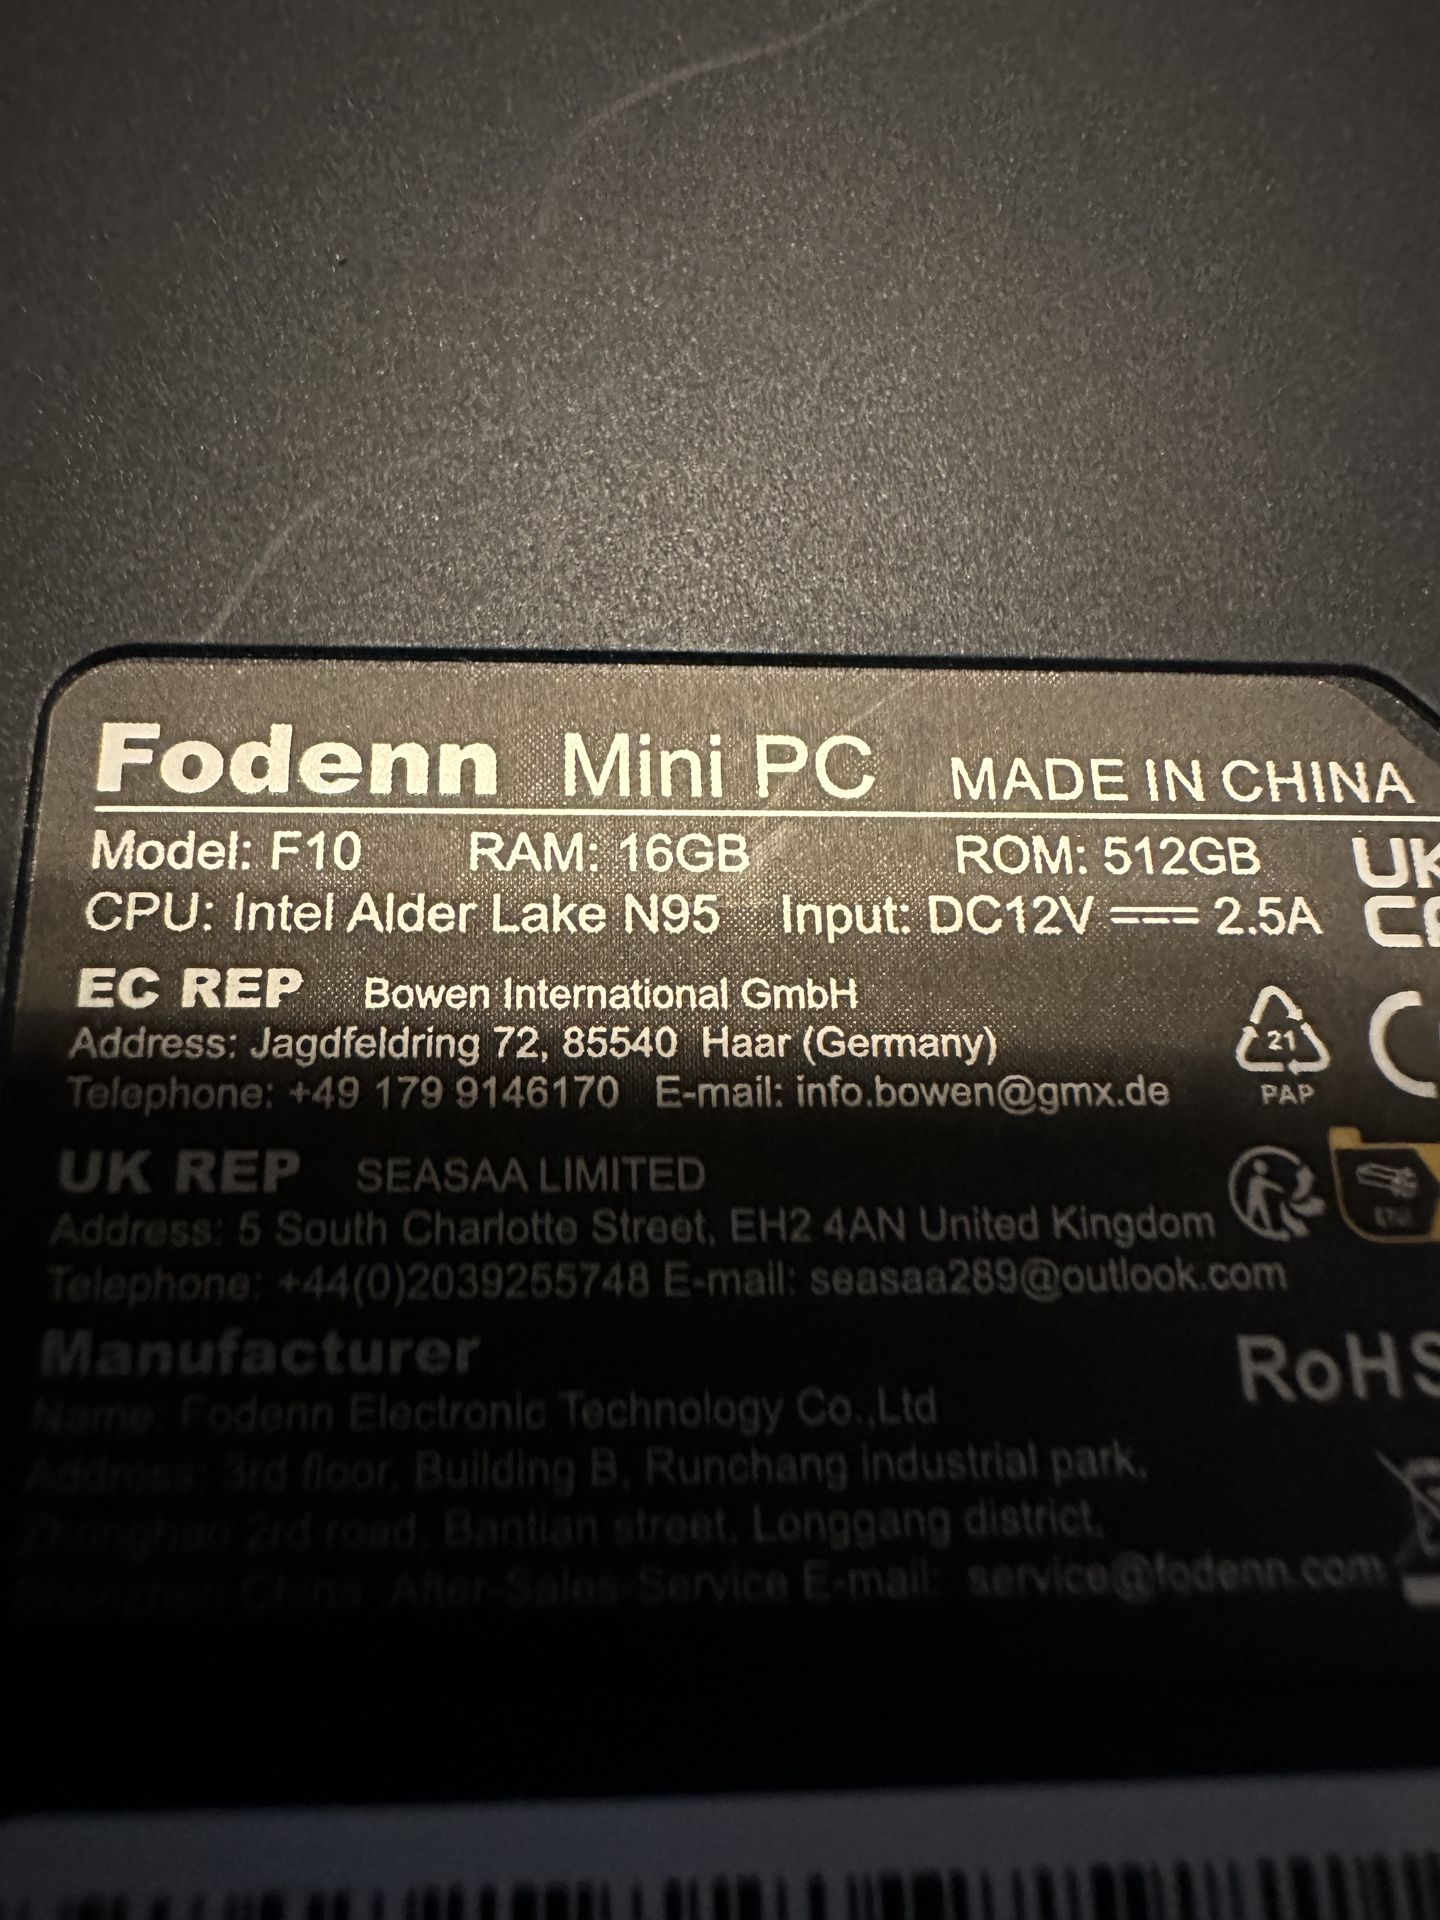 Fodenn Mini PC MADE IN CHINA
Model: F10 RAM: 16GB ROM: 512GB
CPU: Intel Alder Lake N95 Input: DC12V ⎓ 2.5A
UK
CA
EC REP Bowen International GmbH
Address: Jagdfeldring 72, 85540 Haar (Germany)
Telephone: +49 179 9146170 E-mail: info.bowen@gmx.de
21
PAP
UK REP SEASAA LIMITED
Address: 5 South Charlotte Street, EH2 4AN United Kingdom
Telephone: +44(0)2039255748 E-mail: seasaa289@outlook.com
Manufacturer
RoHS
Name: Fodenn Electronic Technology Co.,Ltd
Address: 3rd floor, Building B, Runchang industrial park,
Zhonghao 2rd road, Bantian street, Longgang district,
Shenzhen China After-Sales-Service E-mail: service@fodenn.com